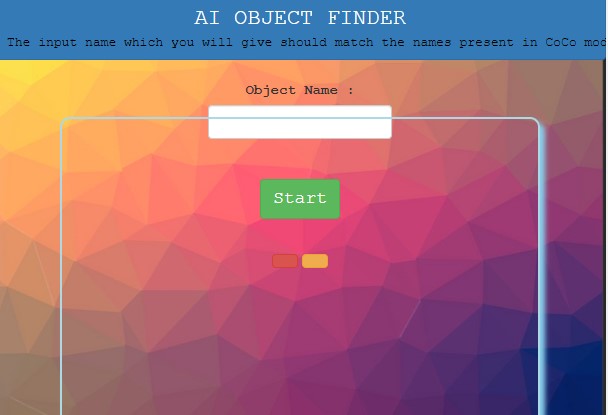 AI OBJECT FINDER
The input name which you will give should match the names present in CoCo mod
Object Name :
Start